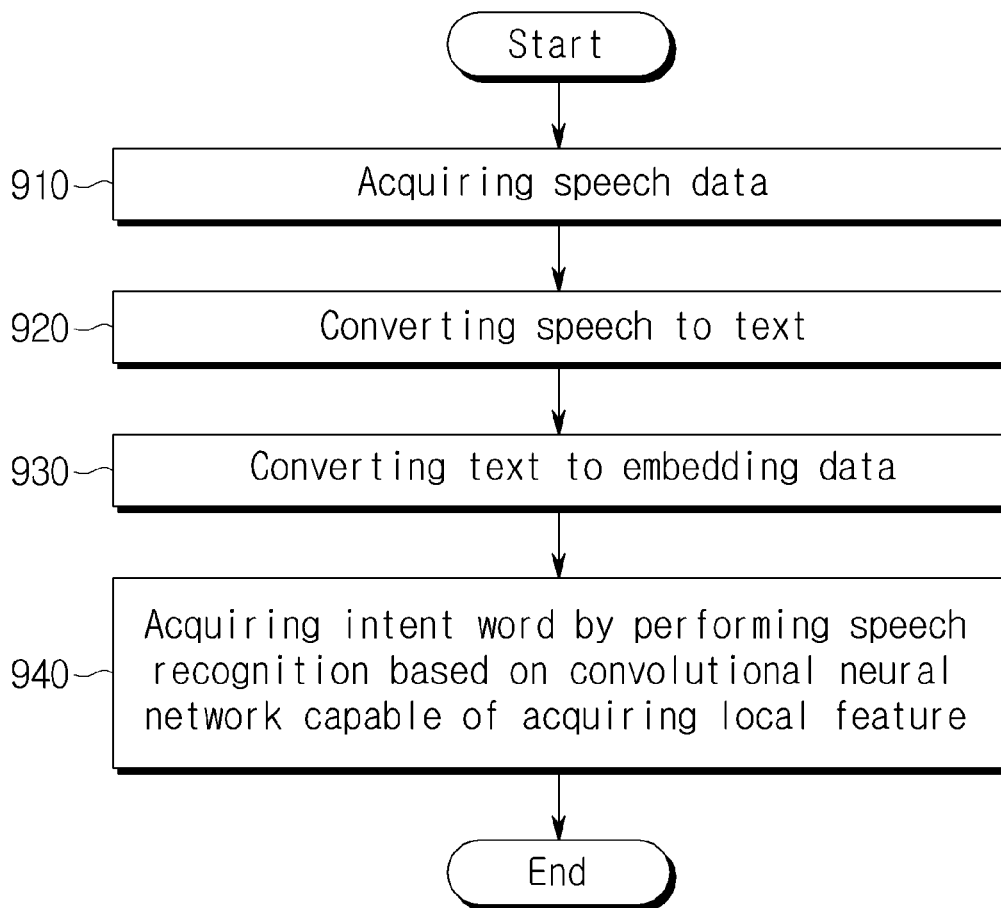 Start
910
Acquiring speech data
920
Converting speech to text
930
Converting text to embedding data
940
Acquiring intent word by performing speech
recognition based on convolutional neural
network capable of acquiring local feature
End